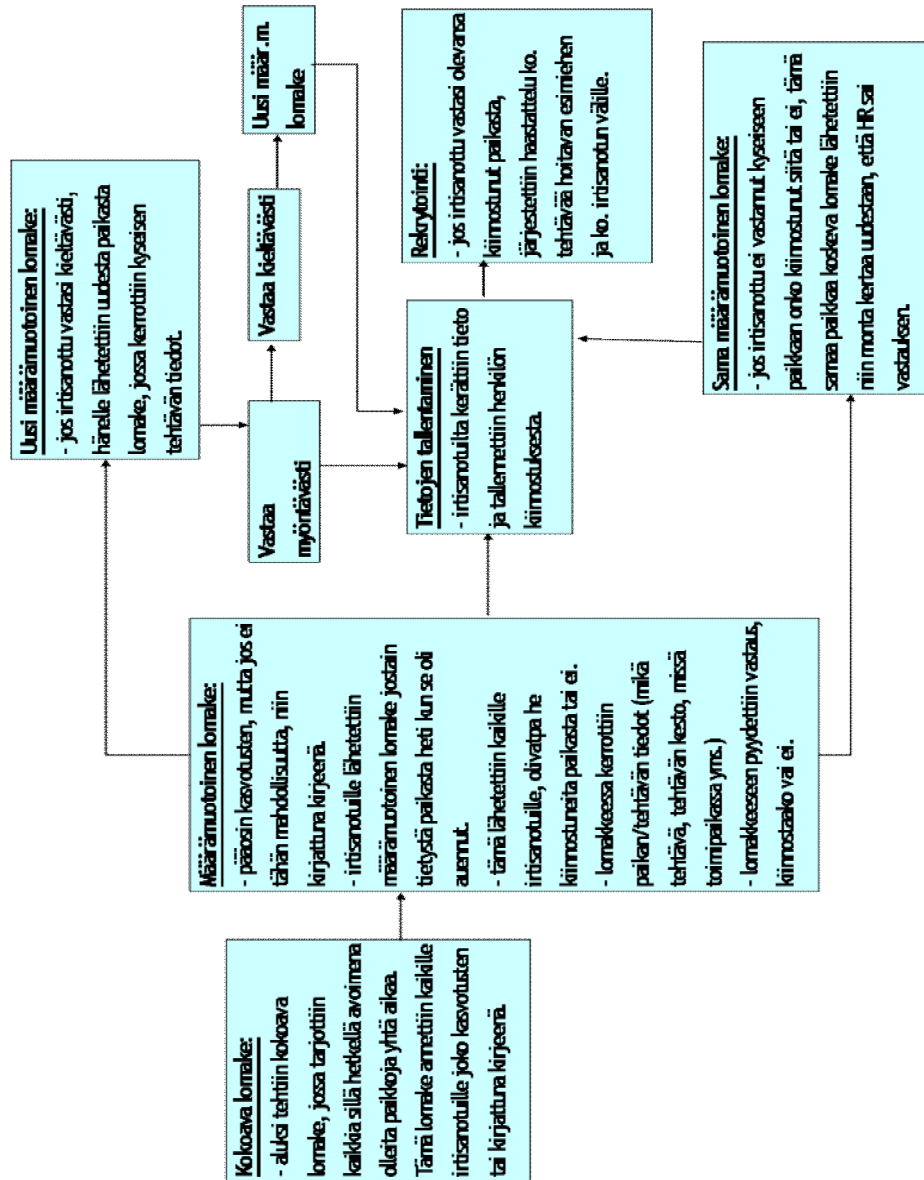 Kokoava lomake:
- aluksi tehtiin kokoava
lomake, jossa tarjottiin
kaikkia sillä hetkellä avoimena
olleita paikkoja yhtä aikaa.
Tämä lomake annettiin kaikille
irtisanotuille joko kasvotusten
tai kirjattuna kirjeenä.
Määrämuotoinen lomake:
- pääosin kasvotusten, mutta jos ei
tähän mahdollisuutta, niin
kirjattuna kirjeenä.
- irtisanotuille lähetettiin
määrämuotoinen lomake jostain
tietystä paikasta heti kun se oli
auennut.
- tämä lähetettiin kaikille
irtisanotuille, olivatpa he
kiinnostuneita paikasta tai ei.
- lomakkeessa kerrottiin
paikan/tehtävän tiedot (mikä
tehtävä, tehtävän kesto, missä
toimipaikassa yms.)
- lomakkeeseen pyydettiin vastaus,
kiinnostaako vai ei.
Uusi määrämuotoinen lomake:
- jos irtisanottu vastasi kieltävästi,
hänelle lähetettiin uudesta paikasta
lomake, jossa kerrottiin kyseisen
tehtävän tiedot.
Vastaa
myöntävästi
Vastaa kieltävästi
Uusi määr.m.
lomake
Tietojen tallentaminen
- irtisanotuilta kerättiin tieto
ja tallennettiin henkilön
kiinnostuksesta.
Rekrytointi:
- jos irtisanottu vastasi olevansa
kiinnostunut paikasta,
järjestettiin haastattelu ko.
tehtävää hoitavan esimiehen
ja ko. irtisanotun välille.
Sama määrämuotoinen lomake:
- jos irtisanottu ei vastannut kyseiseen
paikkaan onko kiinnostunut siitä tai ei, tämä
samaa paikkaa koskeva lomake lähetettiin
niin monta kertaa uudestaan, että HR sai
vastauksen.